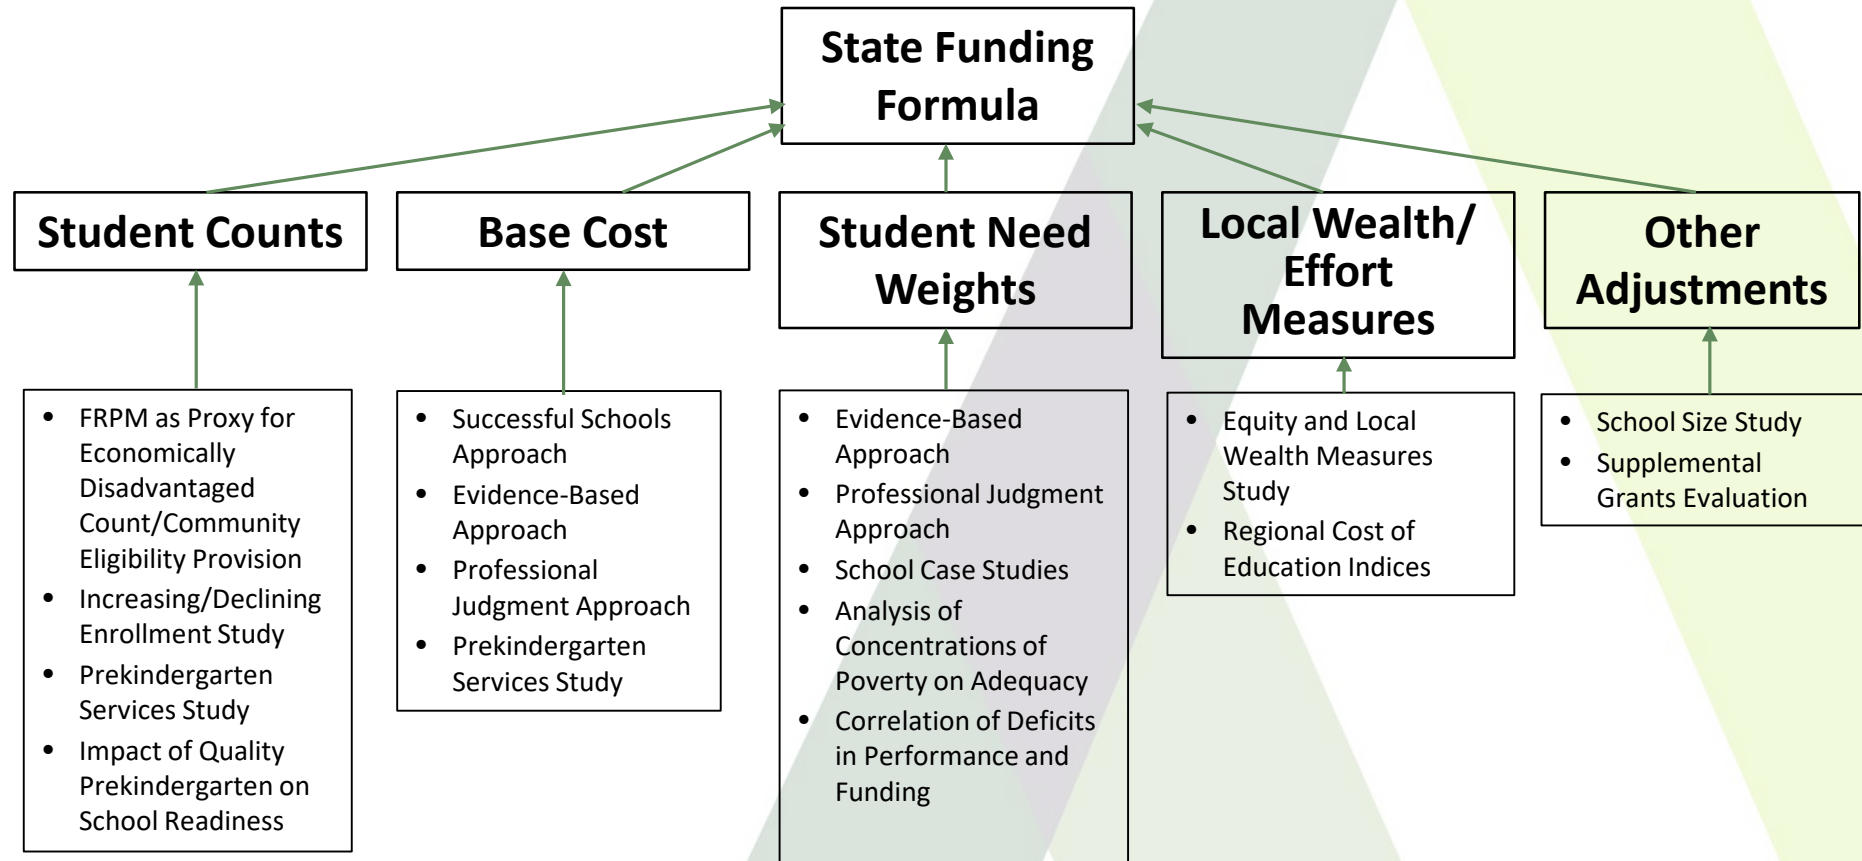 State Funding
Formula
Student Counts
Base Cost
Student Need
Weights
Local Wealth/
Effort
Measures
Other
Adjustments
• FRPM as Proxy for
Economically
Disadvantaged
Count/Community
Eligibility Provision
• Increasing/Declining
Enrollment Study
• Prekindergarten
Services Study
• Impact of Quality
Prekindergarten on
School Readiness
• Successful Schools
Approach
• Evidence-Based
Approach
• Professional
Judgment Approach
• Prekindergarten
Services Study
• Evidence-Based
Approach
• Professional Judgment
Approach
• School Case Studies
• Analysis of
Concentrations of
Poverty on Adequacy
• Correlation of Deficits
in Performance and
Funding
• Equity and Local
Wealth Measures
Study
• Regional Cost of
Education Indices
• School Size Study
• Supplemental
Grants Evaluation